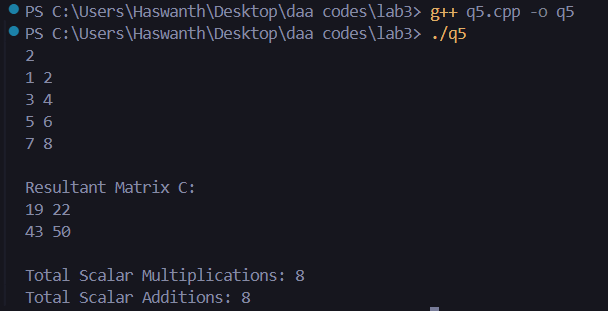 PS C:\Users\Haswanth\Desktop\daa codes\lab3> g++ q5.cpp -o q5
PS C:\Users\Haswanth\Desktop\daa codes\lab3> ./q5
2
1 2
3 4
5 6
7 8
Resultant Matrix C:
19 22
43 50
Total Scalar Multiplications: 8
Total Scalar Additions: 8